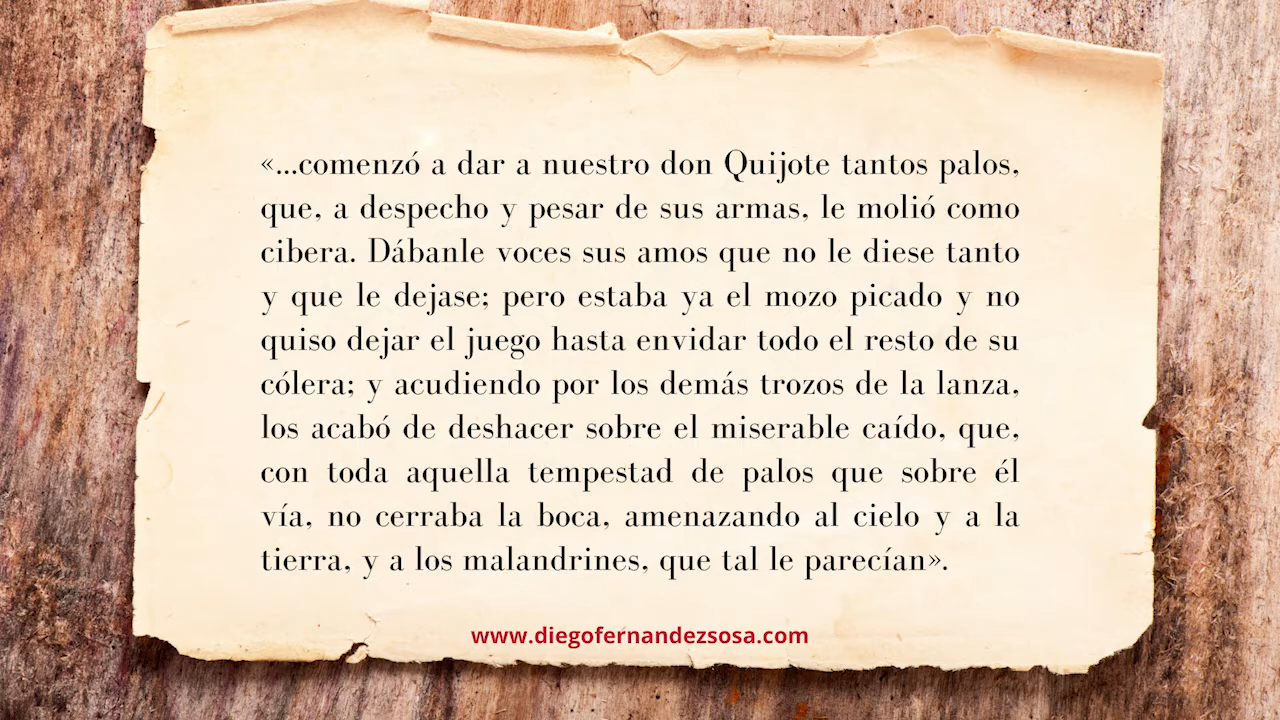 «...comenzó a dar a nuestro don Quijote tantos palos,
que, a despecho y pesar de sus armas, le molió como
cibera. Dábanle voces sus amos que no le diese tanto
y que le dejase; pero estaba ya el mozo picado y no
quiso dejar el juego hasta envidar todo el resto de su
cólera; y acudiendo por los demás trozos de la lanza,
los acabó de deshacer sobre el miserable caído, que,
con toda aquella tempestad de palos que sobre él
vía, no cerraba la boca, amenazando al cielo y a la
tierra, y a los malandrines, que tal le parecían».
www.diegofernandezsosa.com